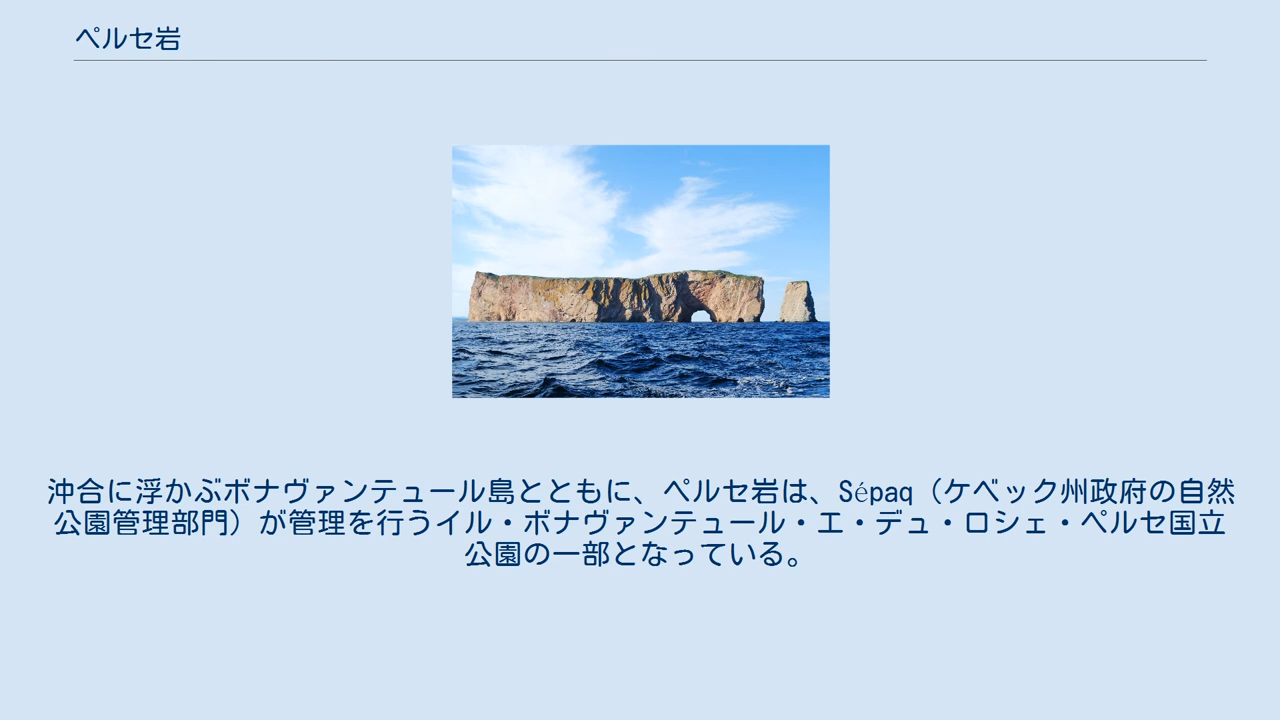 ペルセ岩
沖合に浮かぶボナヴァンテュール島とともに、ペルセ岩は、Sépaq（ケベック州政府の自然
公園管理部門）が管理を行うイル・ボナヴァンテュール・エ・デュ・ロシェ・ペルセ国立
公園の一部となっている。